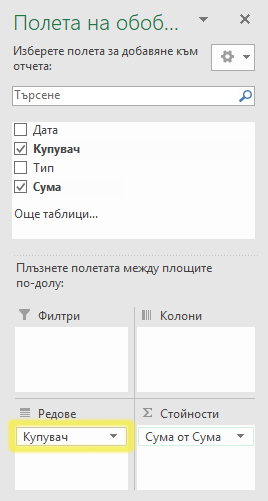 Полета на обоб...
Изберете полета за добавяне към
отчета:
Търсене
Дата
Купувач
Тип
Сума
Още таблици...
Плъзнете полетата между площите
по-долу:
Филтри
Колони
Редове
Стойности
Купувач
Сума от Сума